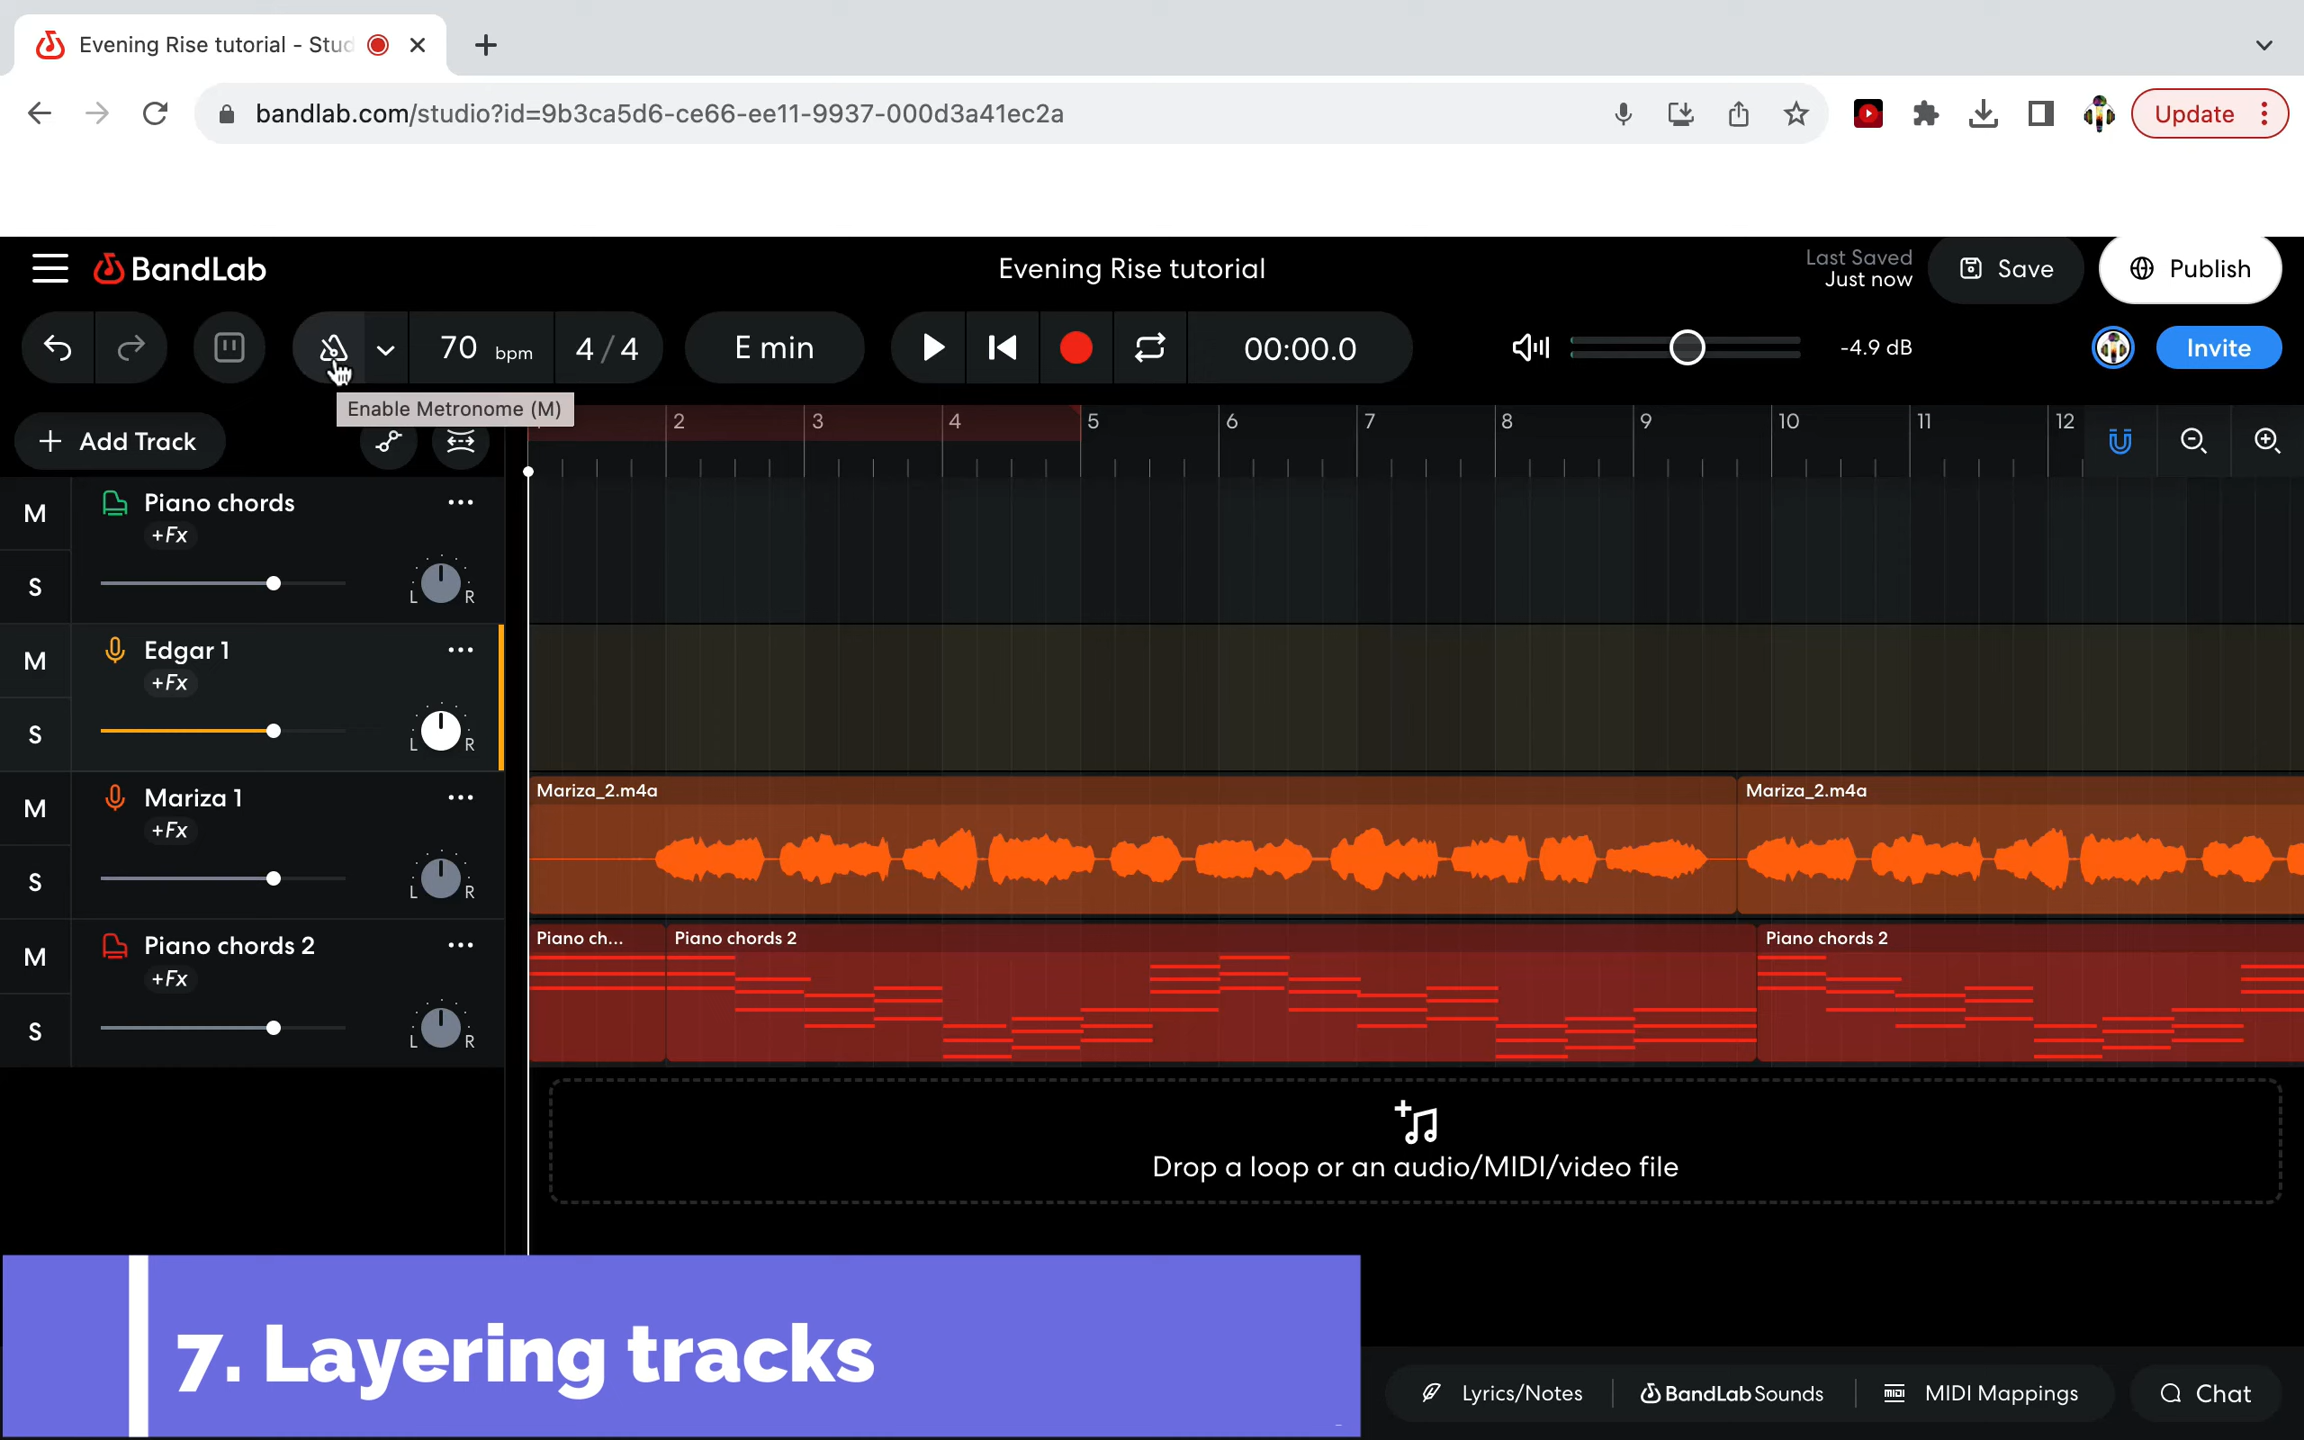 Evening Rise tutorial - Stud
bandlab.com/studio?id=9b3ca5d6-ce66-ee11-9937-000d3a41ec2a
Update
BandLab
Evening Rise tutorial
Last Saved
Just now
Save
Publish
70 bpm
4/4
E min
00:00.0
-4.9 dB
Invite
Enable Metronome (M)
+ Add Track
2 3 4 5 6 7 8 9 10 11 12
M
Piano chords
+Fx
S
L R
M
Edgar 1
+Fx
S
L R
M
Mariza 1
+Fx
S
L R
Mariza_2.m4a
Mariza_2.m4a
M
Piano chords 2
+Fx
S
L R
Piano ch...
Piano chords 2
Piano chords 2
Drop a loop or an audio/MIDI/video file
7. Layering tracks
Lyrics/Notes
BandLab Sounds
MIDI Mappings
Chat